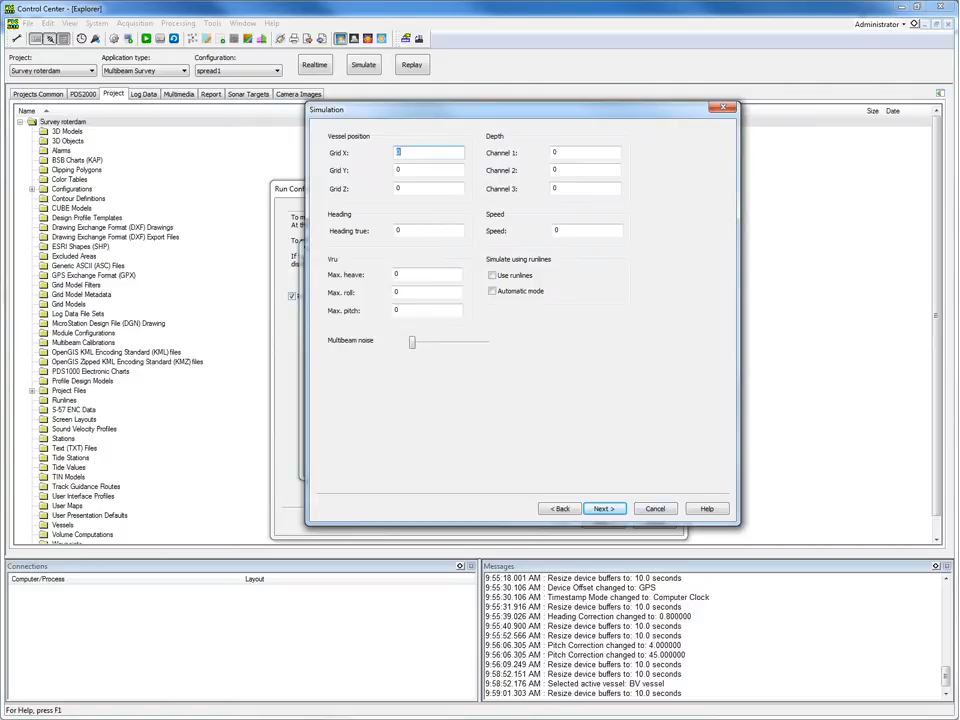 Control Center - [Explorer]
File Edit View System Acquisition Processing Tools Window Help
Administrator
Project: Application type: Configuration:
Survey roterdam Multibeam Survey spread1 Realtime Simulate Replay
Projects Common PDS2000 Project Log Data Multimedia Report Sonar Targets Camera Images
Name Size Date
Survey roterdam
3D Models
3D Objects
Alarms
BSB Charts (KAP)
Clipping Polygons
Color Tables
Configurations
Contour Definitions
CUBE Models
Design Profile Templates
Drawing Exchange Format (DXF) Drawings
Drawing Exchange Format (DXF) Export Files
ESRI Shapes (SHP)
Excluded Areas
Generic ASCII (ASC) Files
GPS Exchange Format (GPX)
Grid Model Filters
Grid Model Metadata
Grid Models
Log Data File Sets
MicroStation Design File (DGN) Drawing
Module Configurations
Multibeam Calibrations
OpenGIS KML Encoding Standard (KML) files
OpenGIS Zipped KML Encoding Standard (KMZ) files
PDS1000 Electronic Charts
Profile Design Models
Project Files
Runlines
S-57 ENC Data
Screen Layouts
Sound Velocity Profiles
Stations
Text (TXT) Files
Tide Stations
Tide Values
TIN Models
Track Guidance Routes
User Interface Profiles
User Maps
User Presentation Defaults
Vessels
Volume Computations
Run Conf
To m
At th
If
Simulation
Vessel position Depth
Grid X: 0 Channel 1: 0
Grid Y: 0 Channel 2: 0
Grid Z: 0 Channel 3: 0
Heading Speed
Heading true: 0 Speed: 0
Vru Simulate using runlines
Max. heave: 0 Use runlines
Max. roll: 0 Automatic mode
Max. pitch: 0
Multibeam noise
< Back Next > Cancel Help
Connections
Computer/Process Layout
Messages
9:55:18.001 AM : Resize device buffers to: 10.0 seconds
9:55:30.106 AM : Device Offset changed to: GPS
9:55:30.106 AM : Timestamp Mode changed to: Computer Clock
9:55:31.916 AM : Resize device buffers to: 10.0 seconds
9:55:39.026 AM : Heading Correction changed to: 0.800000
9:55:40.900 AM : Resize device buffers to: 10.0 seconds
9:55:52.566 AM : Resize device buffers to: 10.0 seconds
9:56:06.305 AM : Pitch Correction changed to: 4.000000
9:56:06.305 AM : Pitch Correction changed to: 45.000000
9:56:09.249 AM : Resize device buffers to: 10.0 seconds
9:58:52.151 AM : Resize device buffers to: 10.0 seconds
9:58:52.176 AM : Selected active vessel: BV vessel
9:59:01.303 AM : Resize device buffers to: 10.0 seconds
For Help, press F1